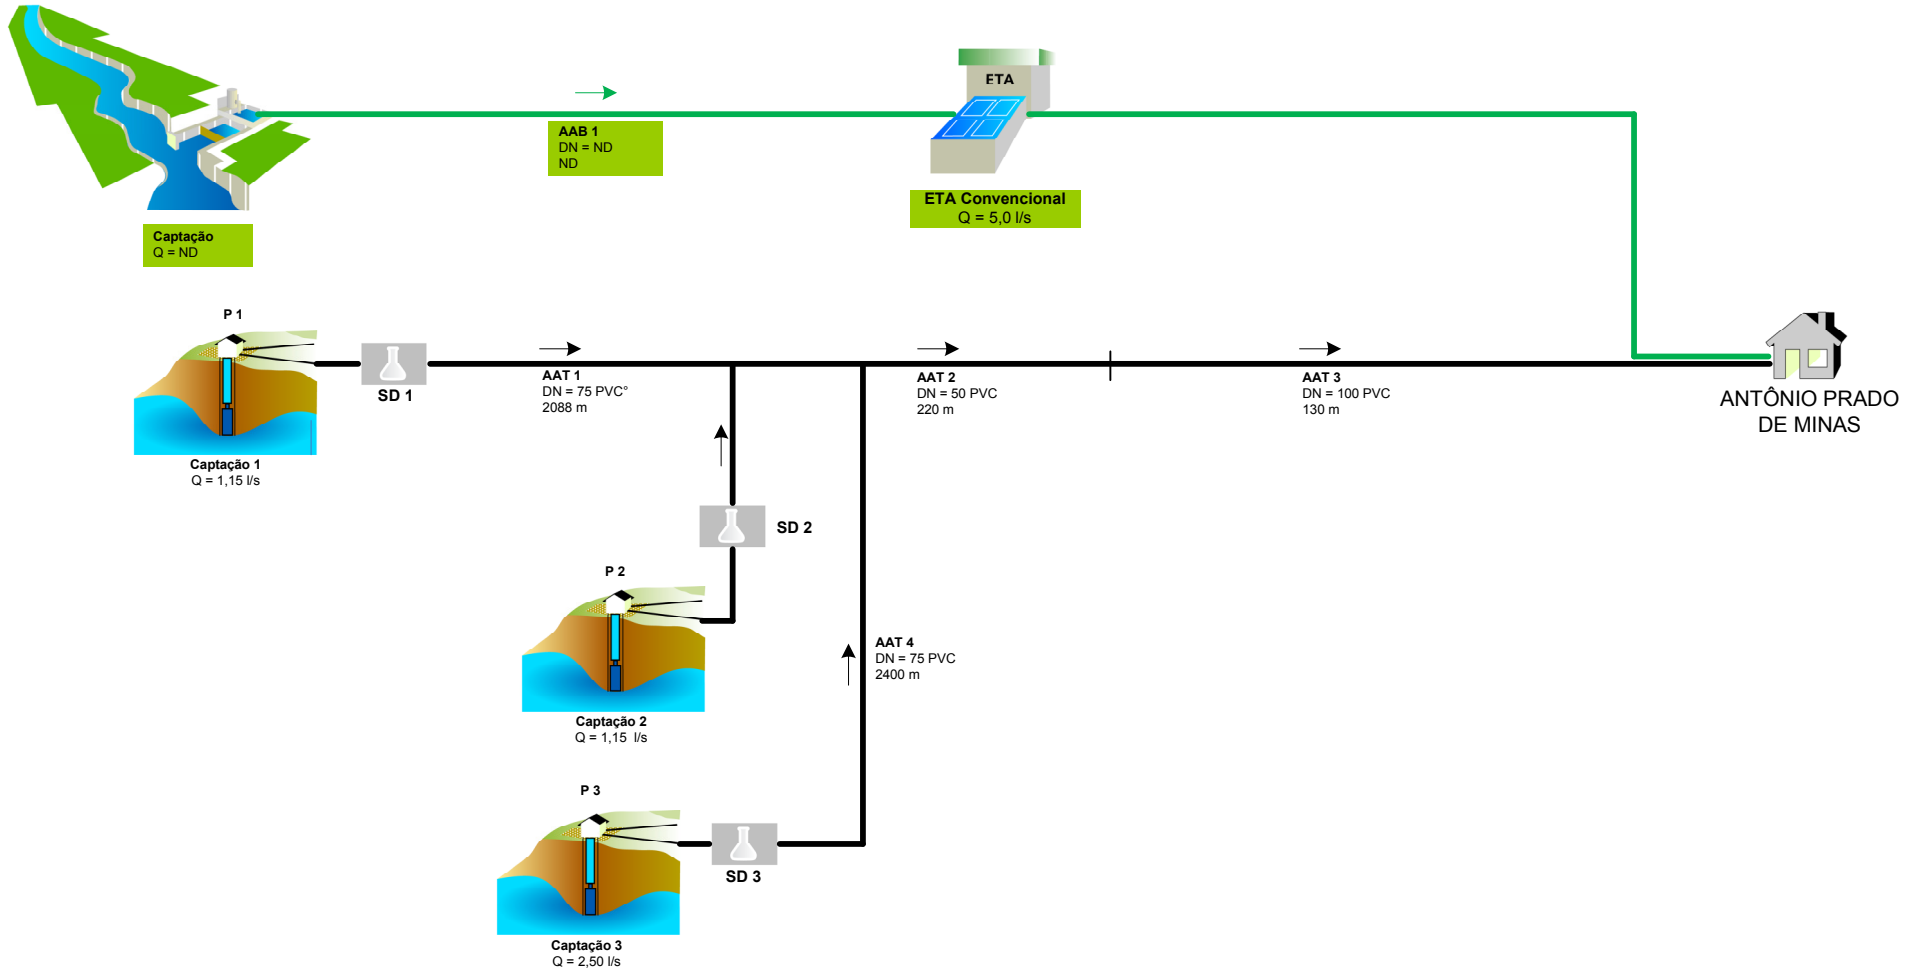 ETA
AAB 1
DN = ND
ND
ETA Convencional
Q = 5,0 l/s
Captação
Q = ND
P 1
SD 1
AAT 1
DN = 75 PVC°
2088 m
AAT 2
DN = 50 PVC
220 m
AAT 3
DN = 100 PVC
130 m
ANTÔNIO PRADO
DE MINAS
Captação 1
Q = 1,15 l/s
SD 2
P 2
AAT 4
DN = 75 PVC
2400 m
Captação 2
Q = 1,15 l/s
P 3
SD 3
Captação 3
Q = 2,50 l/s